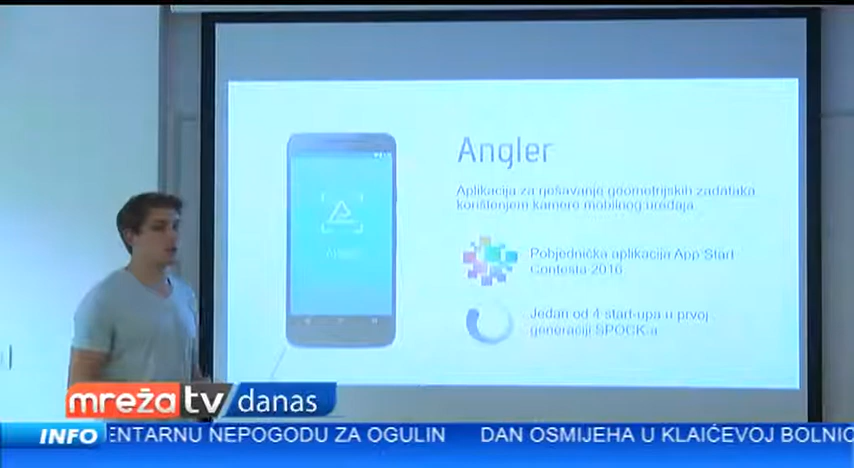 Angler
Aplikacija za rješavanje geometrijskih zadataka
korištenjem kamere mobilnog uređaja
Pobjednička aplikacija App Start
Contesta 2016
Jedan od 4 start-upa u prvoj
generaciji SPOCK-a
mreža tv danas
INFO ENTARNU NEPOGODU ZA OGULIN DAN OSMIJEHA U KLAIĆEVOJ BOLNIC